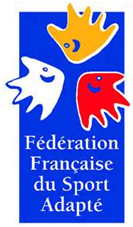 Fédération
Française
du Sport
Adapté